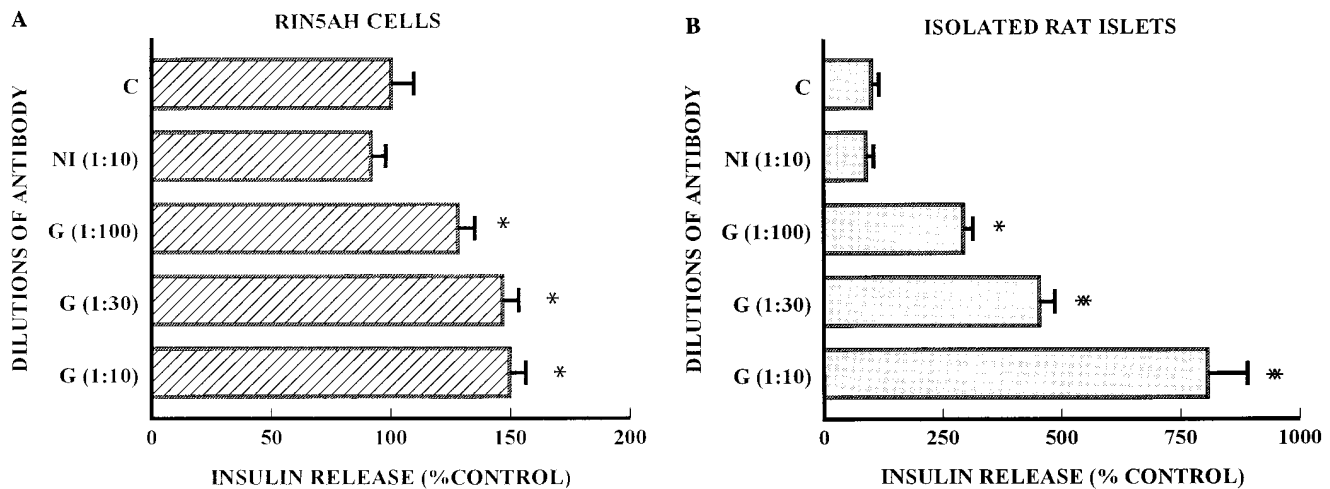 A
RIN5AH CELLS
DILUTIONS OF ANTIBODY
C
NI (1:10)
G (1:100)
*
G (1:30)
*
G (1:10)
*
0 50 100 150 200
INSULIN RELEASE (%CONTROL)
B
ISOLATED RAT ISLETS
DILUTIONS OF ANTIBODY
C
NI (1:10)
G (1:100)
*
G (1:30)
**
G (1:10)
**
0 250 500 750 1000
INSULIN RELEASE (% CONTROL)